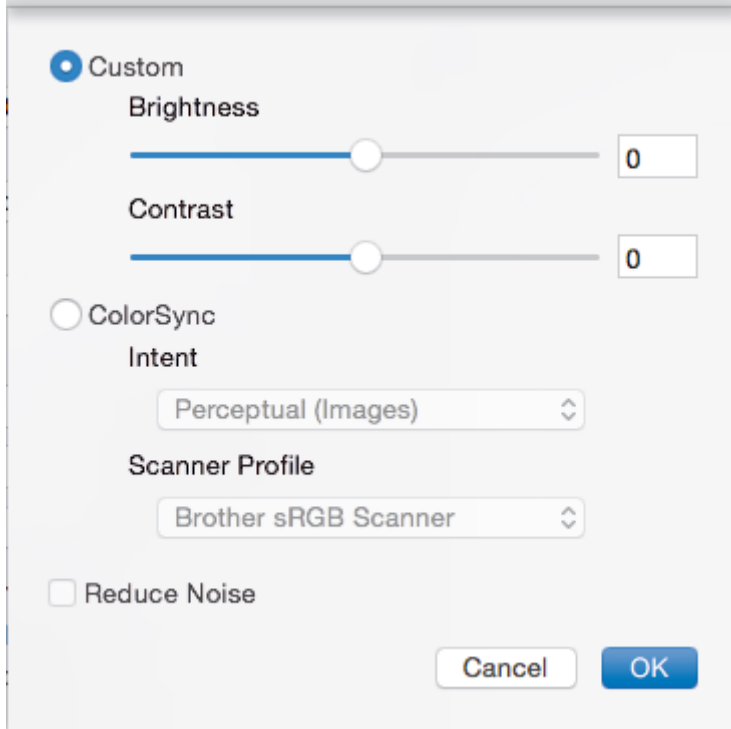 Custom
Brightness
0
Contrast
0
ColorSync
Intent
Perceptual (Images)
Scanner Profile
Brother sRGB Scanner
Reduce Noise
Cancel OK